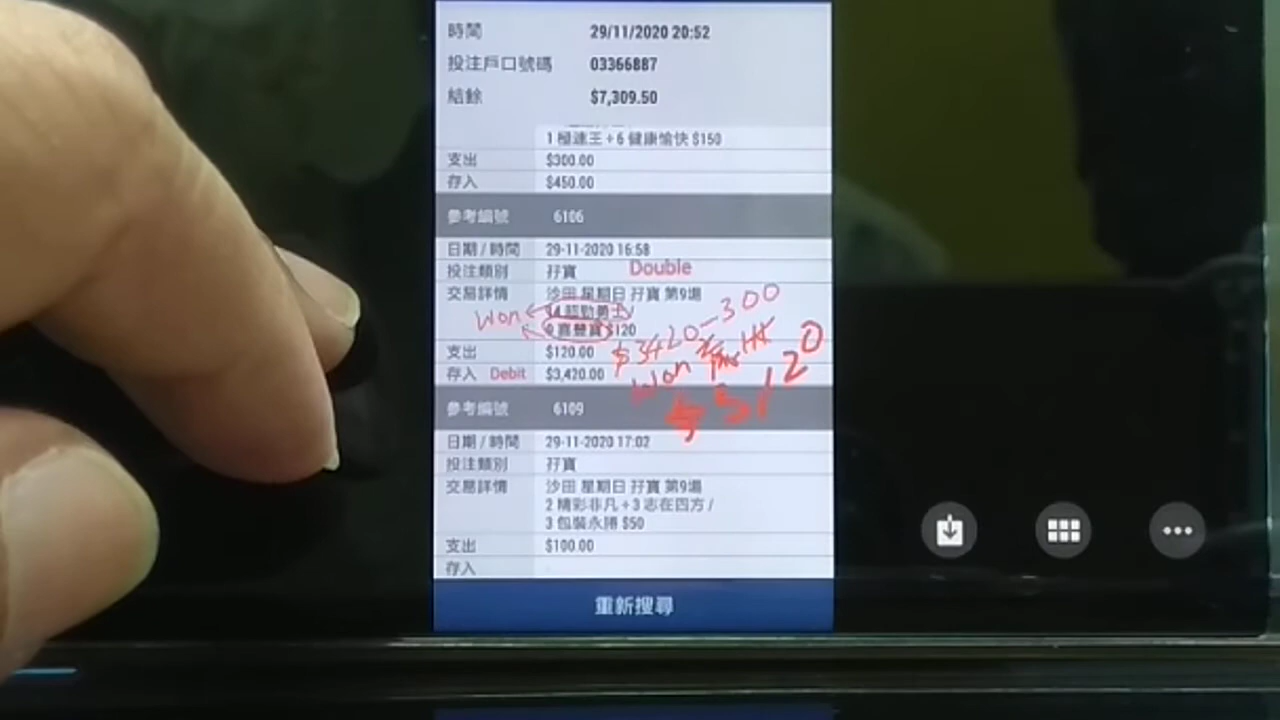 時間 29/11/2020 20:52
投注戶口號碼 03366887
結餘 $7,309.50
1 極速王 + 6 健康愉快 $150
支出 $300.00
存入 $450.00
參考編號 6106
日期 / 時間 29-11-2020 16:58
投注類別 孖寶 Double
交易詳情 沙田 星期日 孖寶 第9場
Won
9 喜豐寶 $120
$3420-300
支出 $120.00
Won
存入 Debit $3,420.00
$3120
參考編號 6109
日期 / 時間 29-11-2020 17:02
投注類別 孖寶
交易詳情 沙田 星期日 孖寶 第9場
2 精彩非凡 + 3 志在四方 /
3 包裝永勝 $50
支出 $100.00
存入
重新搜尋